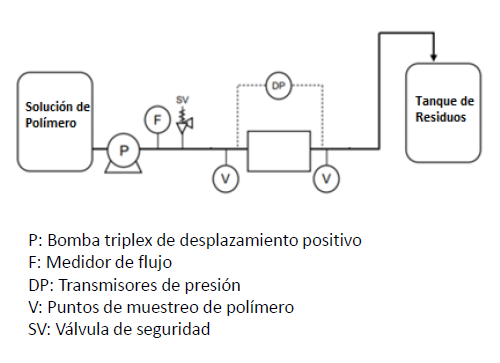 SV
DP
Solución de
Polímero
Tanque de
Residuos
F
P
V
V
P: Bomba triplex de desplazamiento positivo
F: Medidor de flujo
DP: Transmisores de presión
V: Puntos de muestreo de polímero
SV: Válvula de seguridad